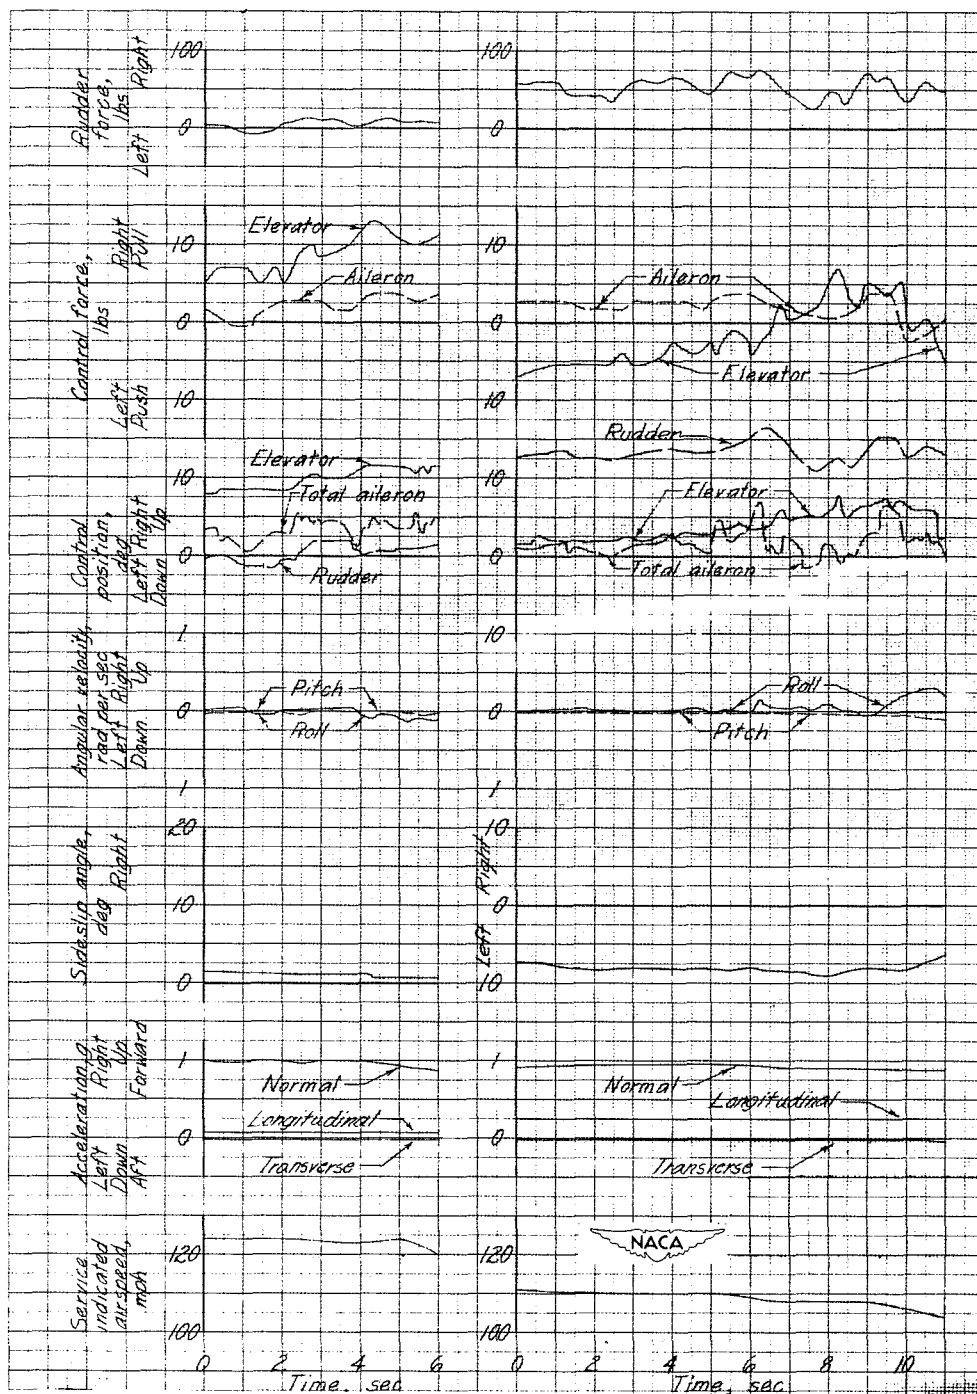 Rudder
force,
lbs
Left Right
100
0
100
0
Control force,
lbs
Left Right
Push Pull
10
0
10
10
0
10
Elevator
Aileron
Aileron
Elevator
Control
position,
deg
Left Right
Down Up
10
0
10
0
Elevator
Total aileron
Rudder
Rudder
Elevator
Total aileron
Angular velocity,
rad per sec
Left Right
Down Up
1
0
1
10
0
1
Pitch
Roll
Roll
Pitch
Sideslip angle,
deg Right
20
10
0
Left Right
10
0
10
Acceleration, g
Left Right
Down Up
Aft Forward
1
0
1
0
Normal
Longitudinal
Transverse
Normal
Longitudinal
Transverse
Service
indicated
airspeed,
mph
120
100
120
100
NACA
0 2 4 6
Time, sec
0 2 4 6 8 10
Time, sec